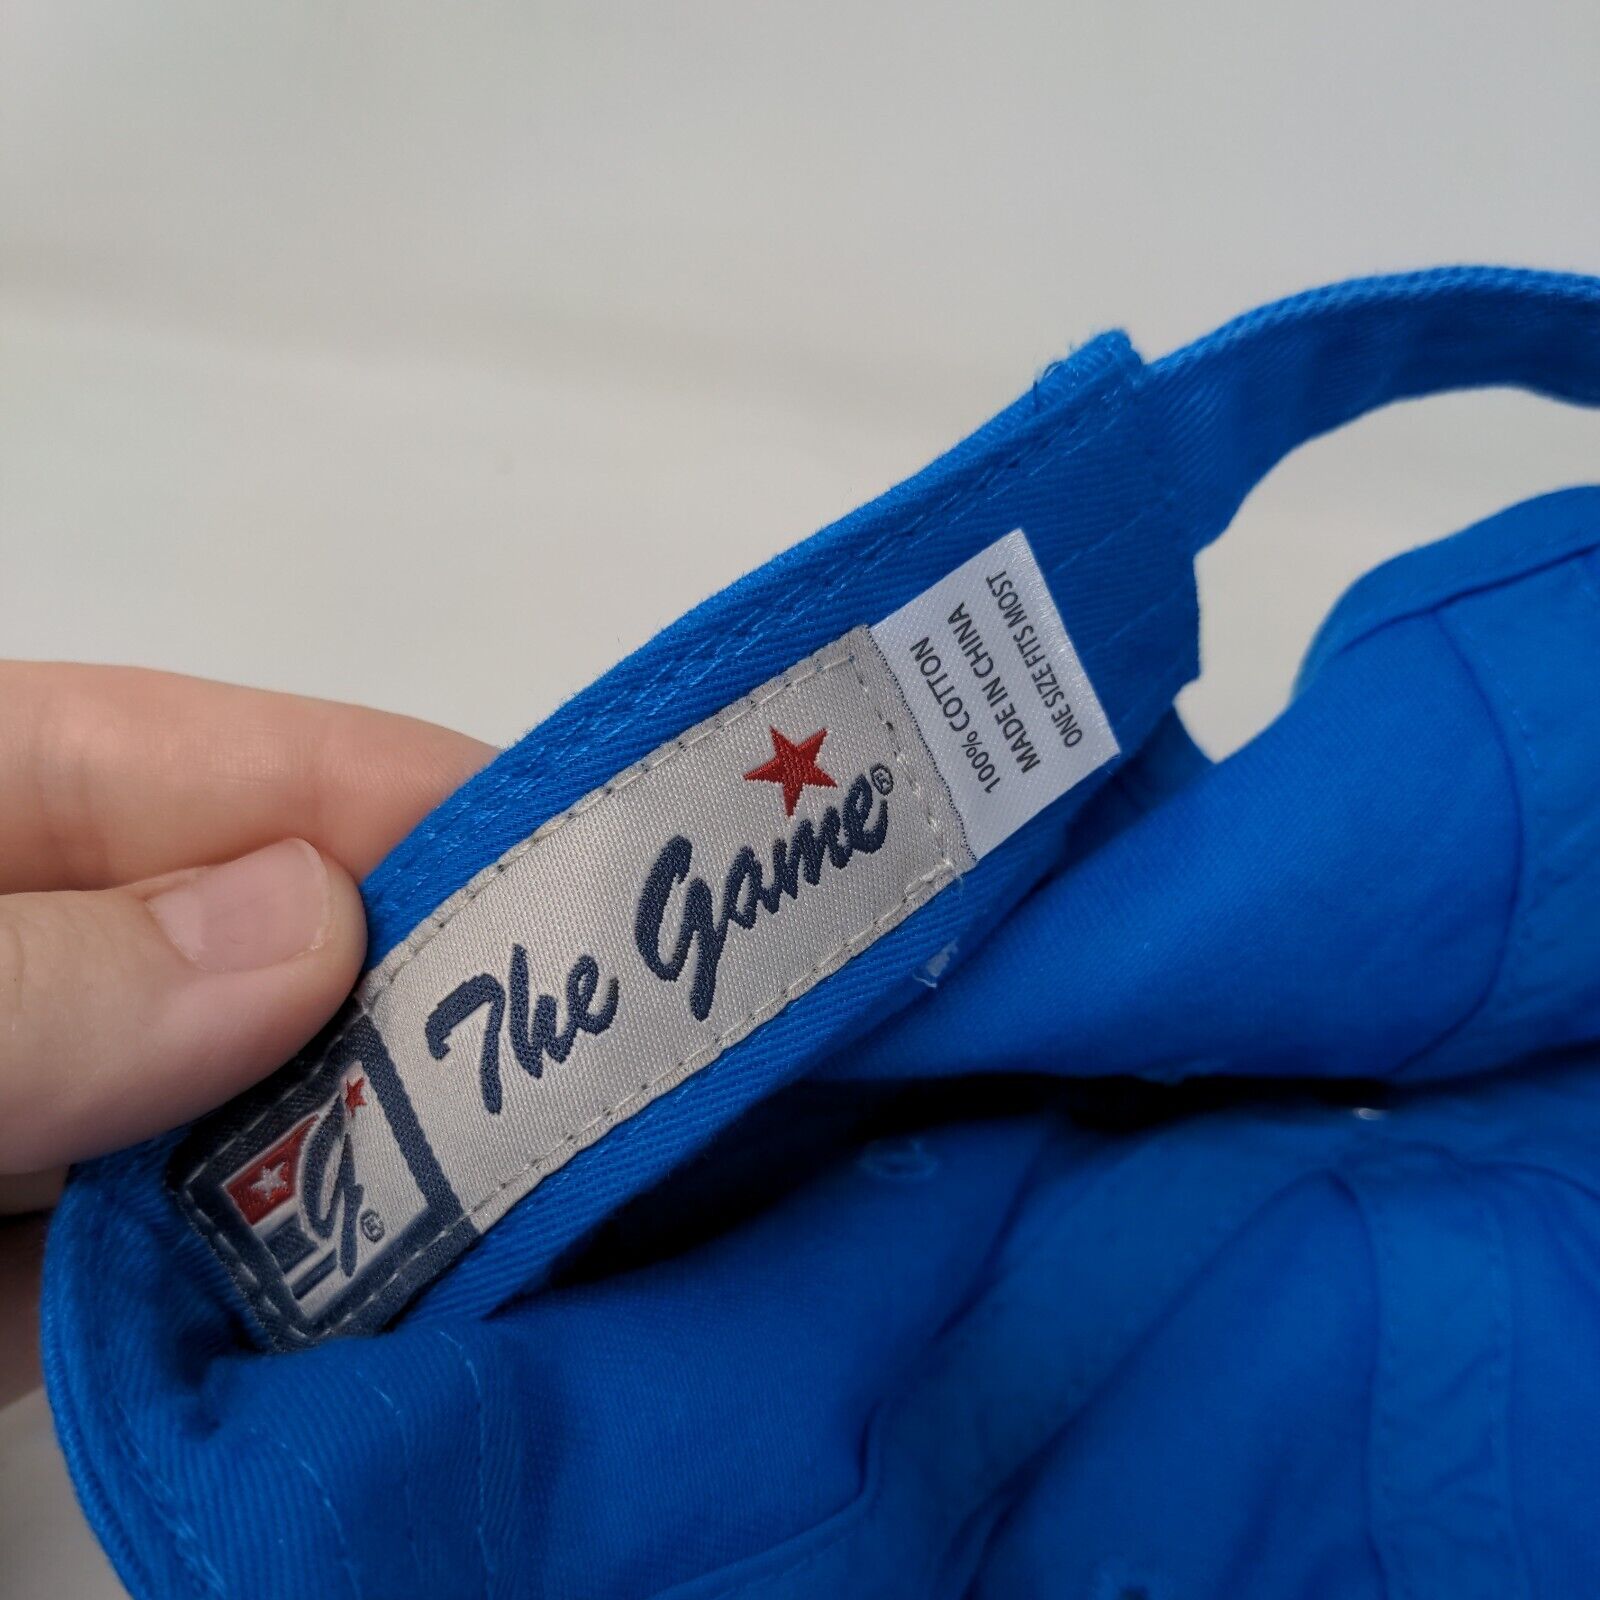 The Game®
g®
100% COTTON
MADE IN CHINA
ONE SIZE FITS MOST